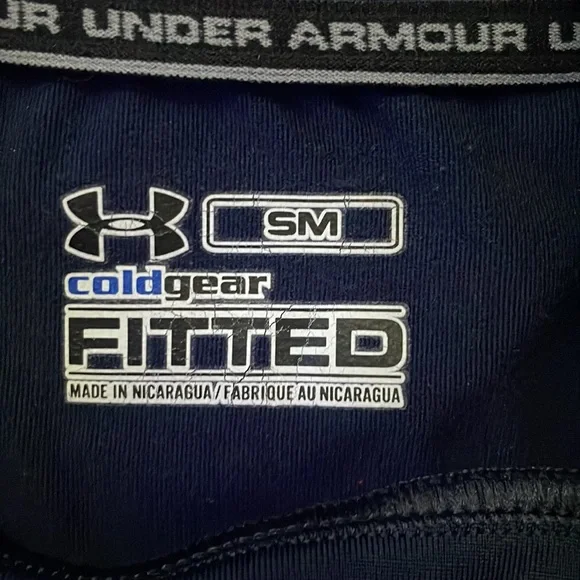 UR UNDER ARMOUR U
SM
coldgear
FITTED
MADE IN NICARAGUA/FABRIQUE AU NICARAGUA